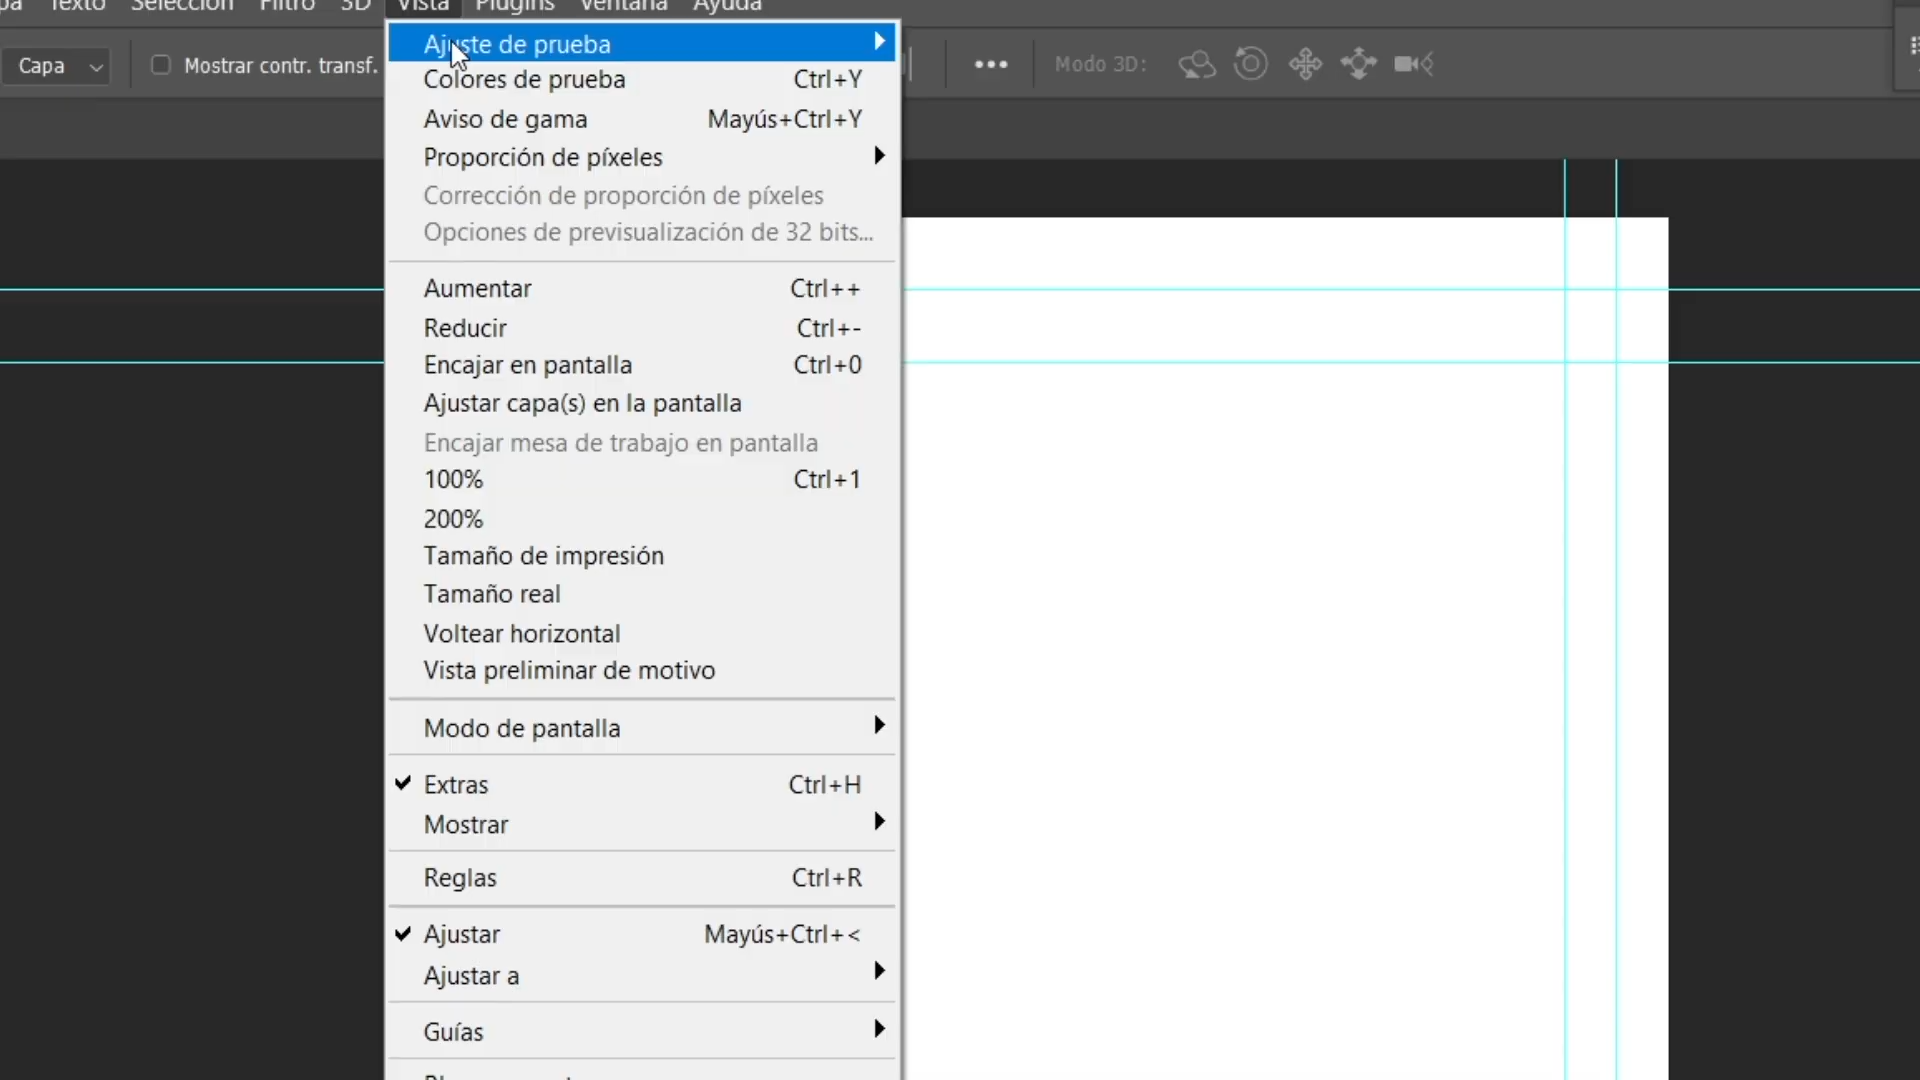 Texto Selección Filtro 3D Vista Plugins Ventana Ayuda
Capa
Mostrar contr. transf.
Modo 3D:
Ajuste de prueba
Colores de prueba Ctrl+Y
Aviso de gama Mayús+Ctrl+Y
Proporción de píxeles
Corrección de proporción de píxeles
Opciones de previsualización de 32 bits...
Aumentar Ctrl++
Reducir Ctrl+-
Encajar en pantalla Ctrl+0
Ajustar capa(s) en la pantalla
Encajar mesa de trabajo en pantalla
100% Ctrl+1
200%
Tamaño de impresión
Tamaño real
Voltear horizontal
Vista preliminar de motivo
Modo de pantalla
Extras Ctrl+H
Mostrar
Reglas Ctrl+R
Ajustar Mayús+Ctrl+<
Ajustar a
Guías